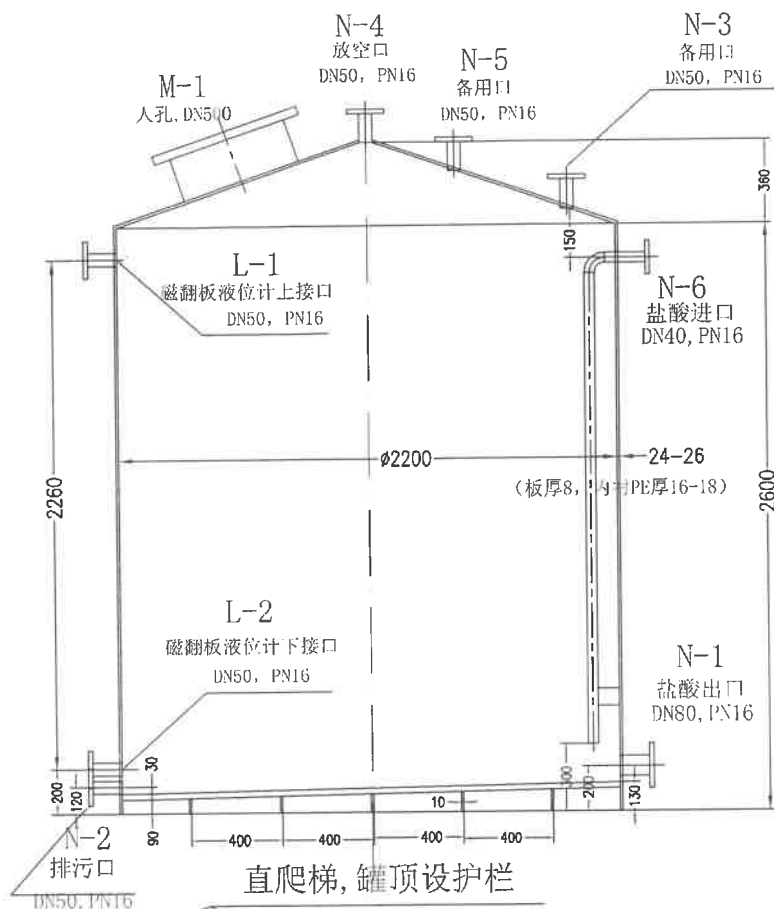 N-4
放空口
DN50, PN16
N-3
备用口
DN50, PN16
N-5
备用口
DN50, PN16
M-1
人孔, DN500
360
150
L-1
磁翻板液位计上接口
DN50, PN16
N-6
盐酸进口
DN40, PN16
ø2200
24-26
(板厚8, 内衬PE厚16-18)
2260
2600
L-2
磁翻板液位计下接口
DN50, PN16
N-1
盐酸出口
DN80, PN16
30
200
120
90
10
200
130
400
400
400
400
N-2
排污口
DN50, PN16
直爬梯, 罐顶设护栏